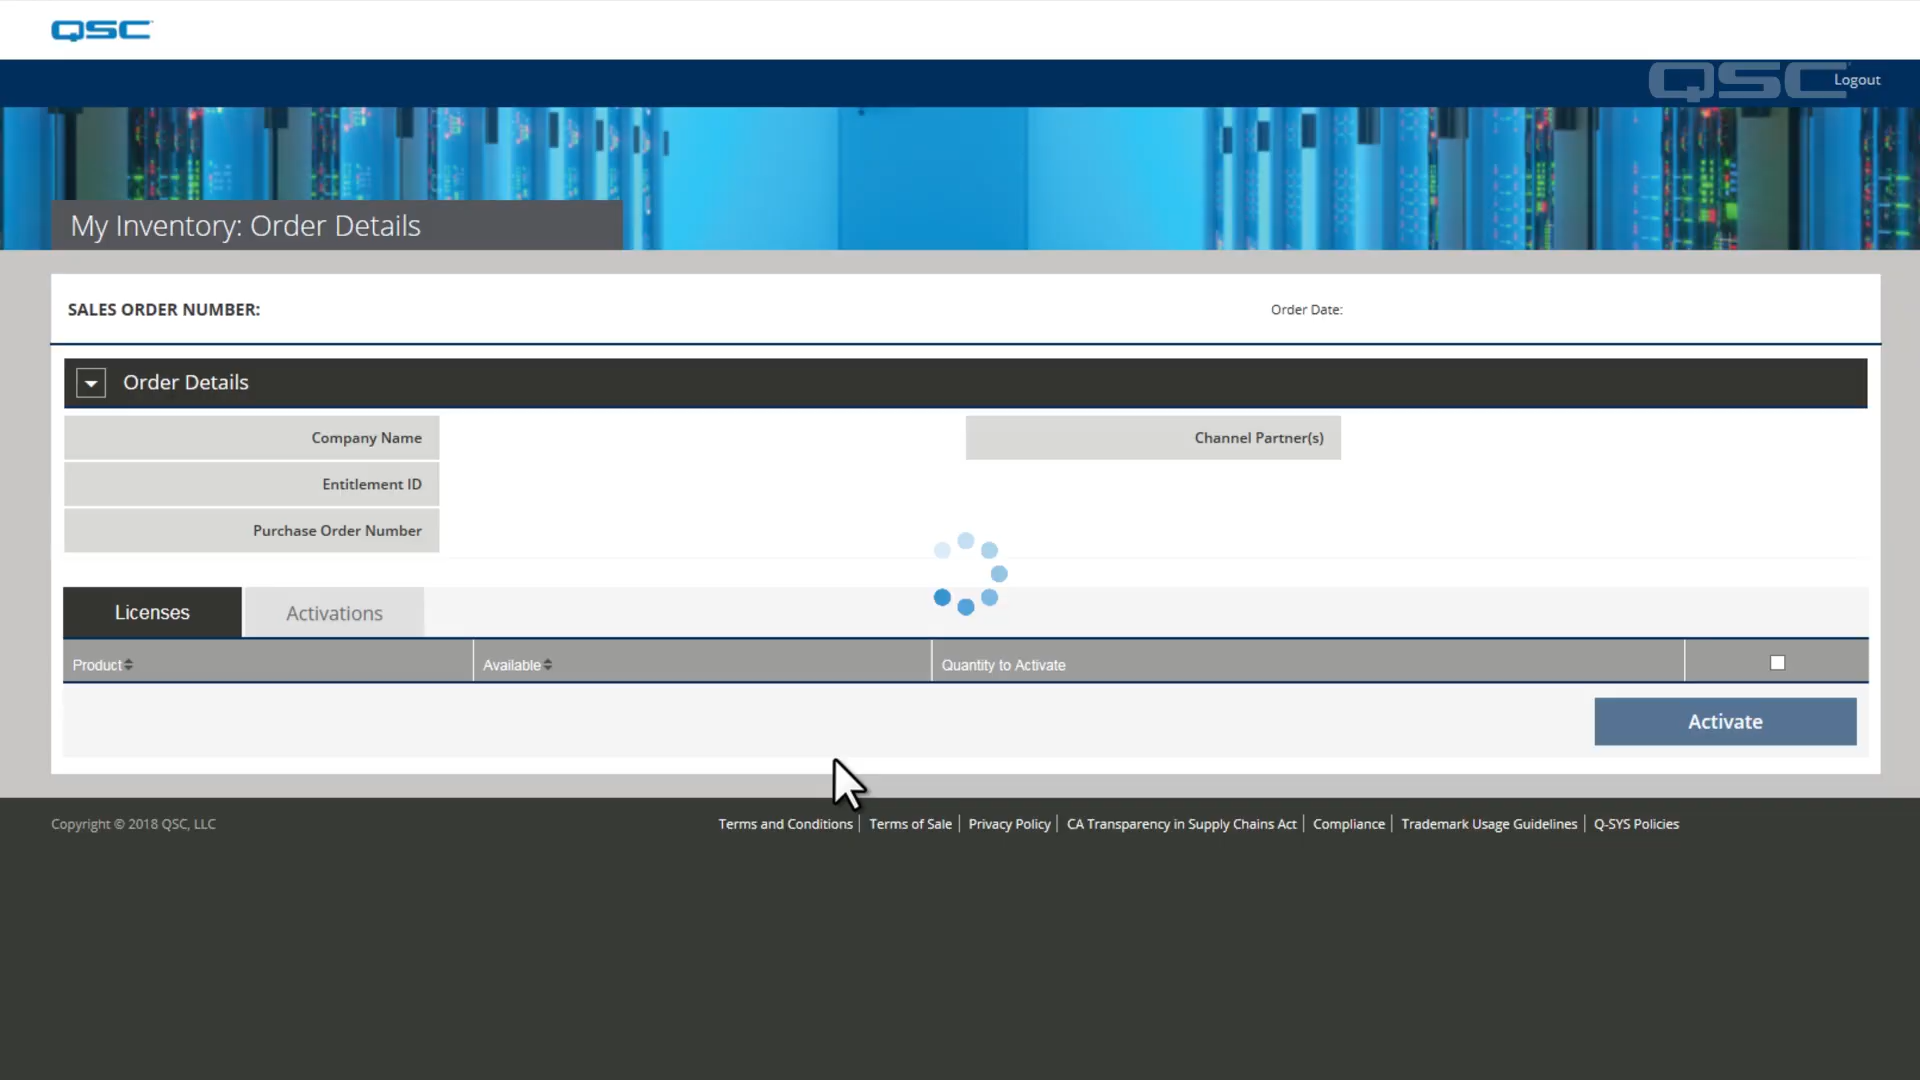 QSC
QSC
Logout
My Inventory: Order Details
SALES ORDER NUMBER:
Order Date:
Order Details
Company Name
Channel Partner(s)
Entitlement ID
Purchase Order Number
Licenses
Activations
Product
Available
Quantity to Activate
Activate
Copyright © 2018 QSC, LLC
Terms and Conditions | Terms of Sale | Privacy Policy | CA Transparency in Supply Chains Act | Compliance | Trademark Usage Guidelines | Q-SYS Policies